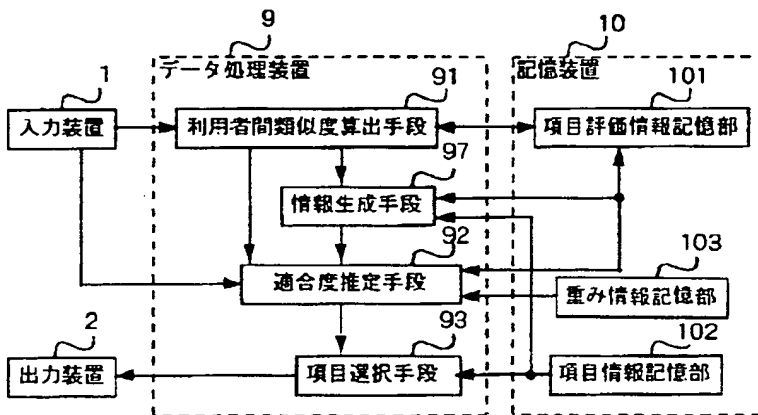 9
データ処理装置
10
記憶装置
1
入力装置
91
利用者間類似度算出手段
101
項目評価情報記憶部
97
情報生成手段
92
適合度推定手段
103
重み情報記憶部
2
出力装置
93
項目選択手段
102
項目情報記憶部